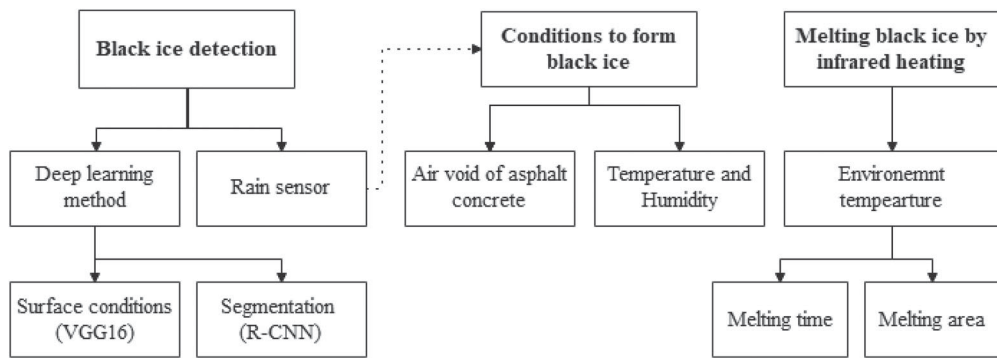 Black ice detection
Conditions to form
black ice
Melting black ice by
infrared heating
Deep learning
method
Rain sensor
Air void of asphalt
concrete
Temperature and
Humidity
Environemnt
tempearture
Surface conditions
(VGG16)
Segmentation
(R-CNN)
Melting time
Melting area